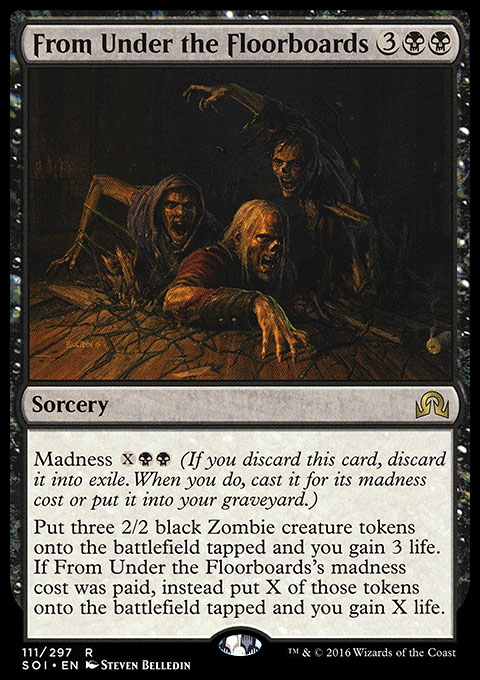 From Under the Floorboards 3
Sorcery
Madness X (If you discard this card, discard
it into exile. When you do, cast it for its madness
cost or put it into your graveyard.)
Put three 2/2 black Zombie creature tokens
onto the battlefield tapped and you gain 3 life.
If From Under the Floorboards's madness
cost was paid, instead put X of those tokens
onto the battlefield tapped and you gain X life.
111/297 R
SOI • EN Steven Belledin
™ & © 2016 Wizards of the Coast